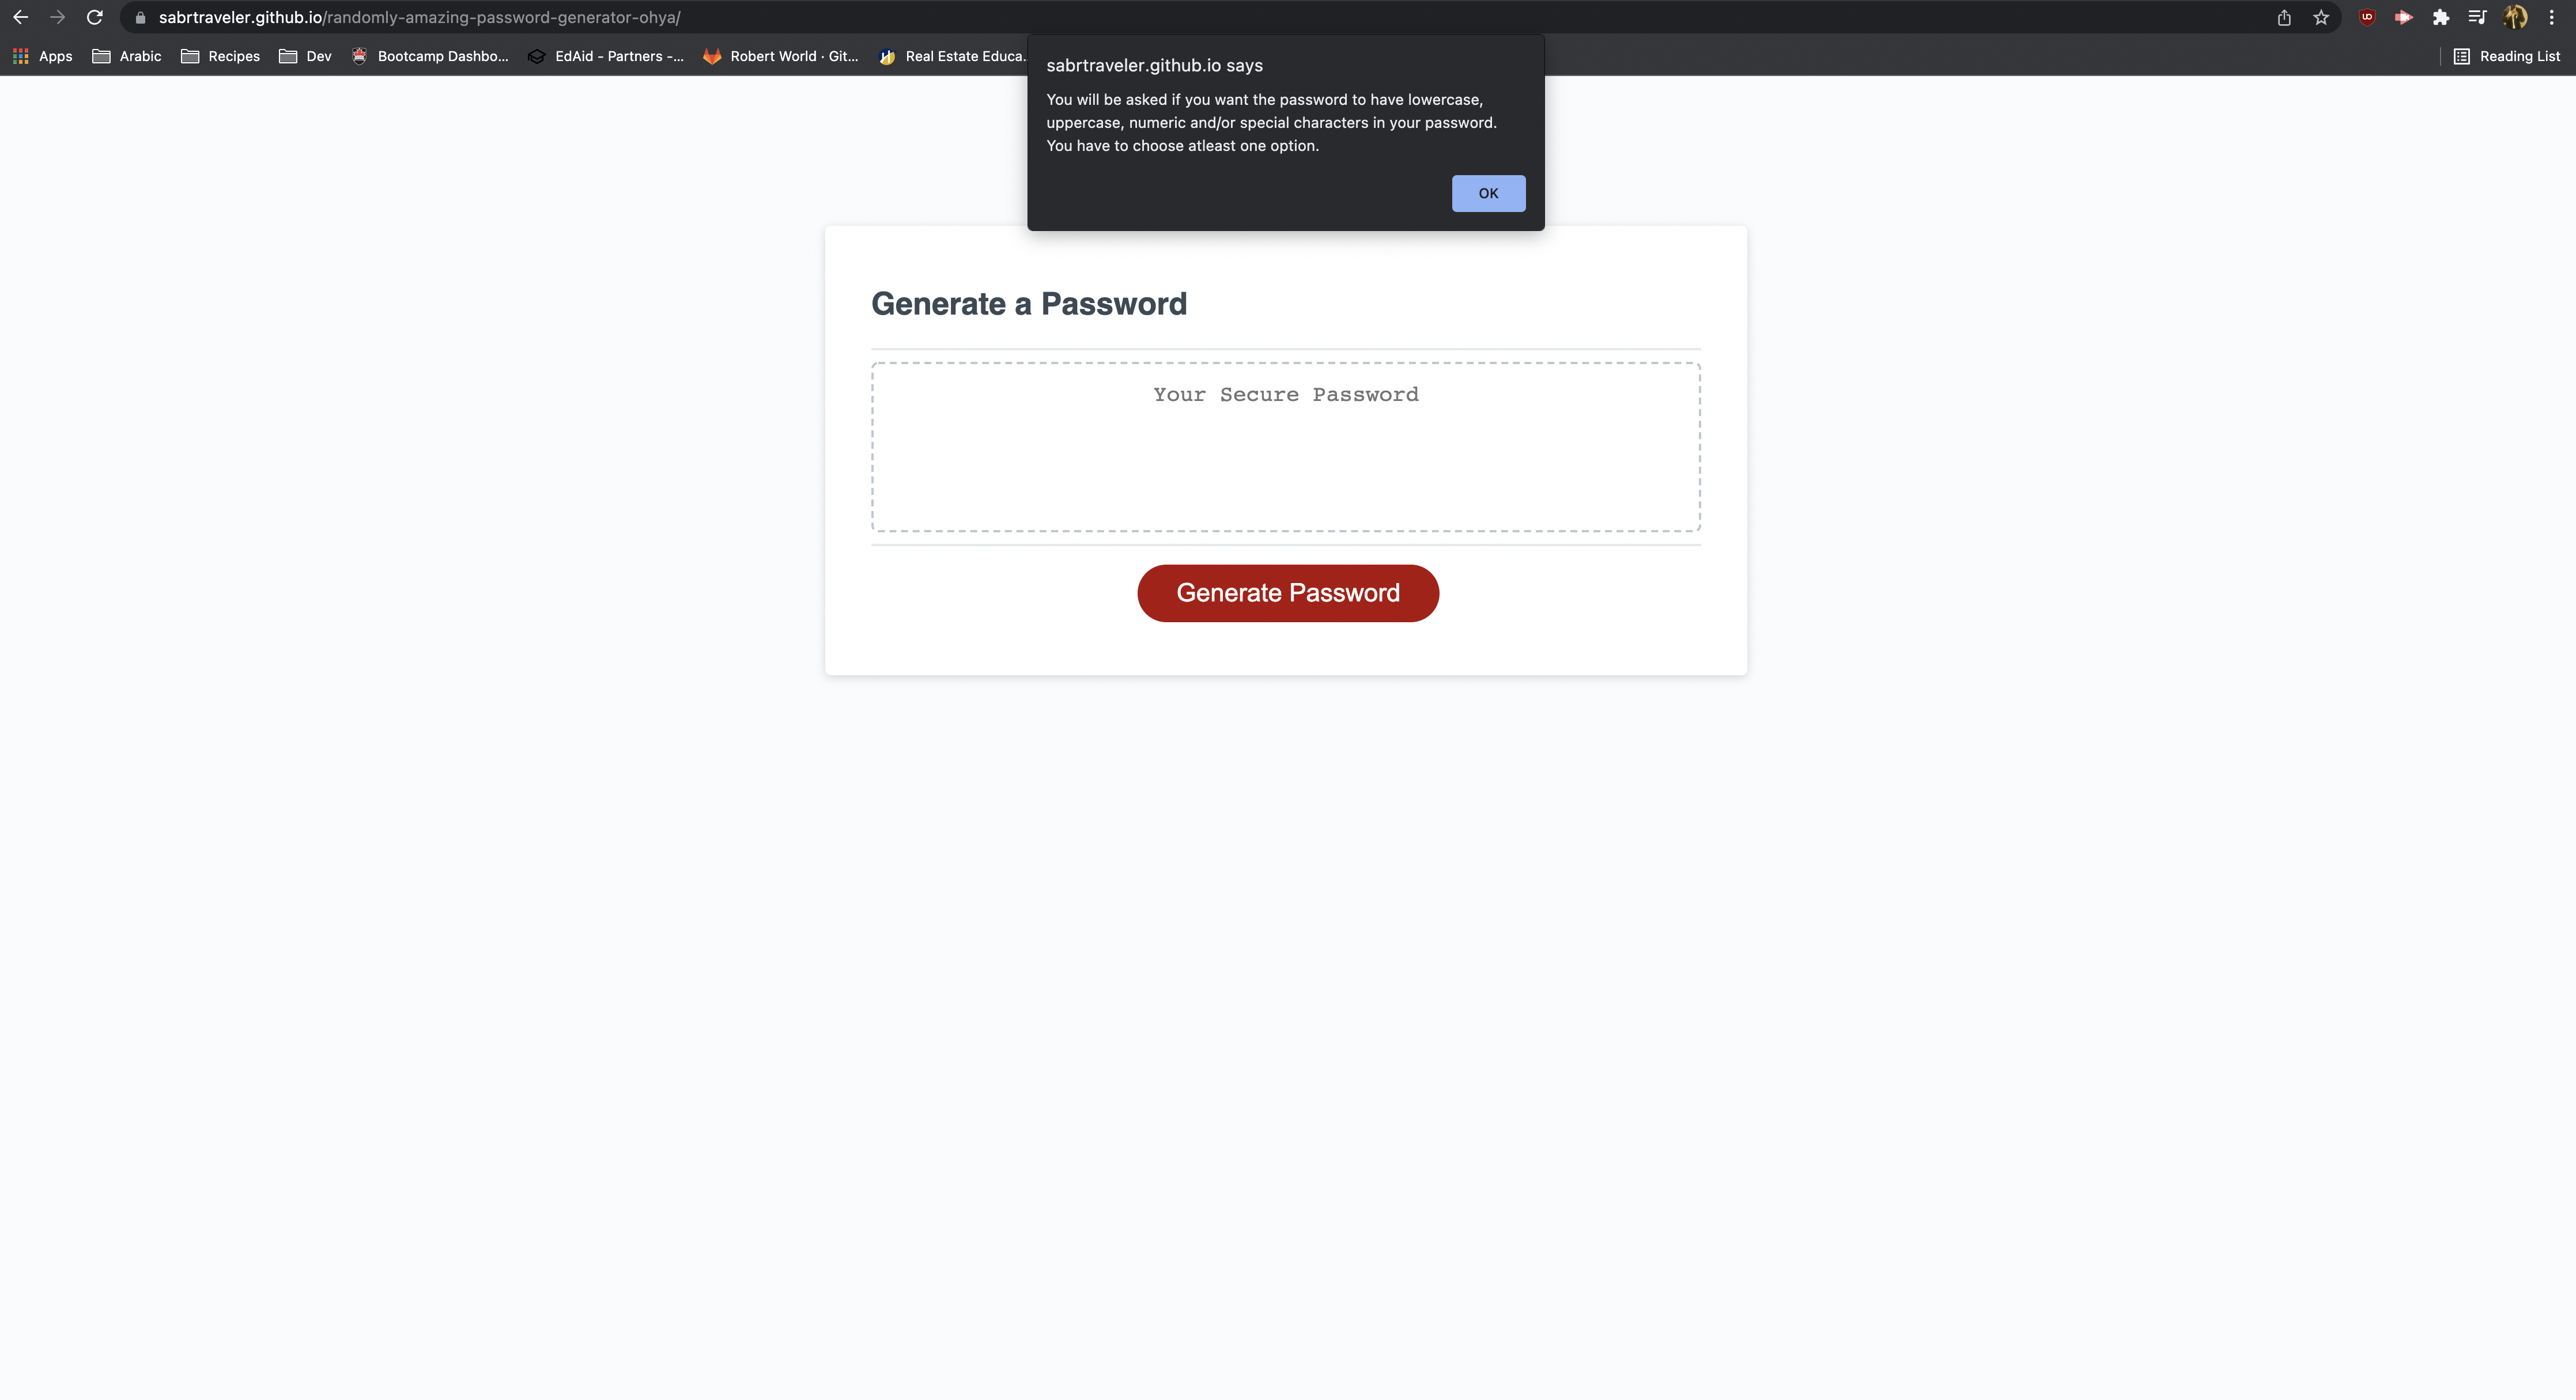 sabrtraveler.github.io/randomly-amazing-password-generator-ohya/
Apps Arabic Recipes Dev Bootcamp Dashbo... EdAid - Partners -... Robert World · Git... Real Estate Educa... Reading List
sabrtraveler.github.io says
You will be asked if you want the password to have lowercase,
uppercase, numeric and/or special characters in your password.
You have to choose atleast one option.
OK
Generate a Password
Your Secure Password
Generate Password